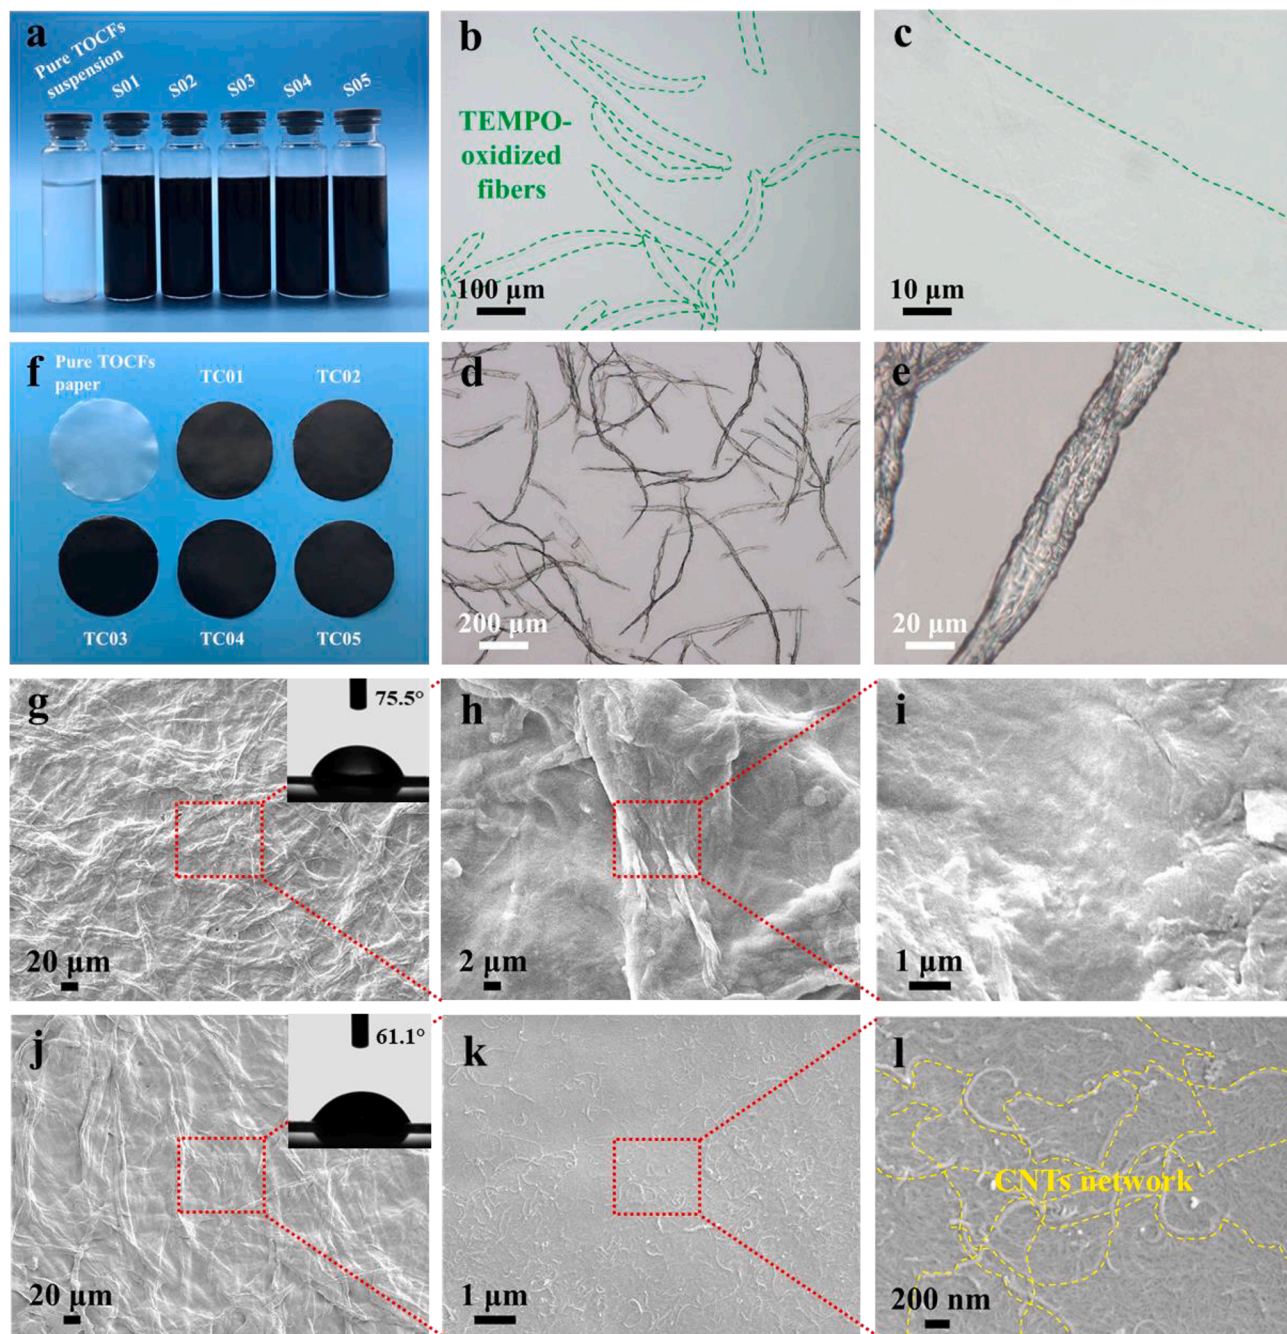 a
Pure TOCFs
suspension
S01
S02
S03
S04
S05
b
TEMPO-
oxidized
fibers
100 μm
c
10 μm
f
Pure TOCFs
paper
TC01
TC02
TC03
TC04
TC05
d
200 μm
e
20 μm
g
75.5°
20 μm
h
2 μm
i
1 μm
j
61.1°
20 μm
k
1 μm
l
CNTs network
200 nm